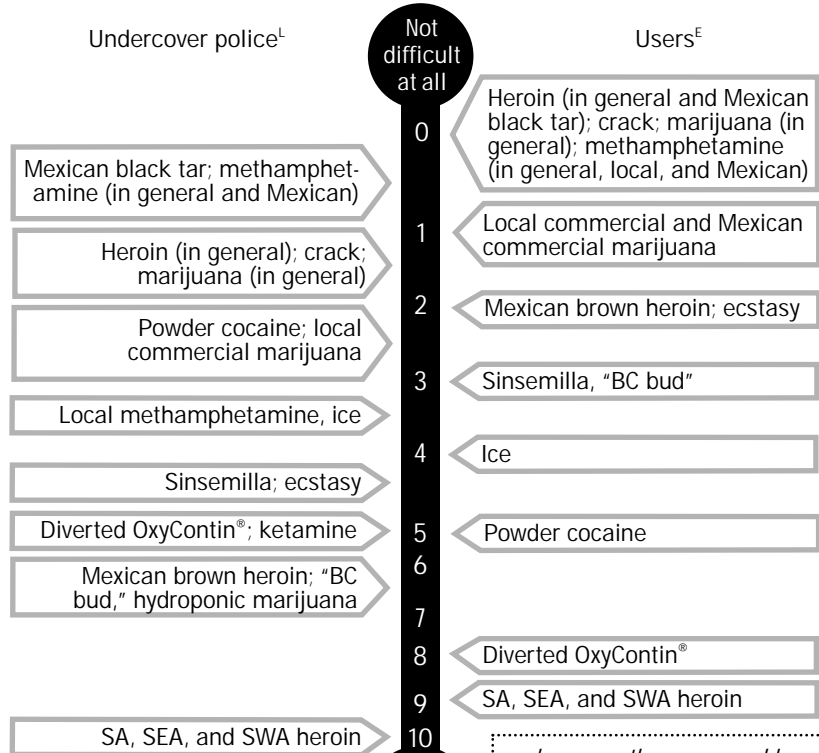 Undercover police^L
Not
difficult
at all
Users^E
Heroin (in general and Mexican
black tar); crack; marijuana (in
general); methamphetamine
(in general, local, and Mexican)
0
Mexican black tar; methamphet-
amine (in general and Mexican)
Local commercial and Mexican
commercial marijuana
1
Heroin (in general); crack;
marijuana (in general)
2
Mexican brown heroin; ecstasy
Powder cocaine; local
commercial marijuana
3
Sinsemilla, “BC bud”
Local methamphetamine, ice
4
Ice
Sinsemilla; ecstasy
Diverted OxyContin®; ketamine
5
Powder cocaine
6
Mexican brown heroin; “BC
bud,” hydroponic marijuana
7
8
Diverted OxyContin®
9
SA, SEA, and SWA heroin
SA, SEA, and SWA heroin
10